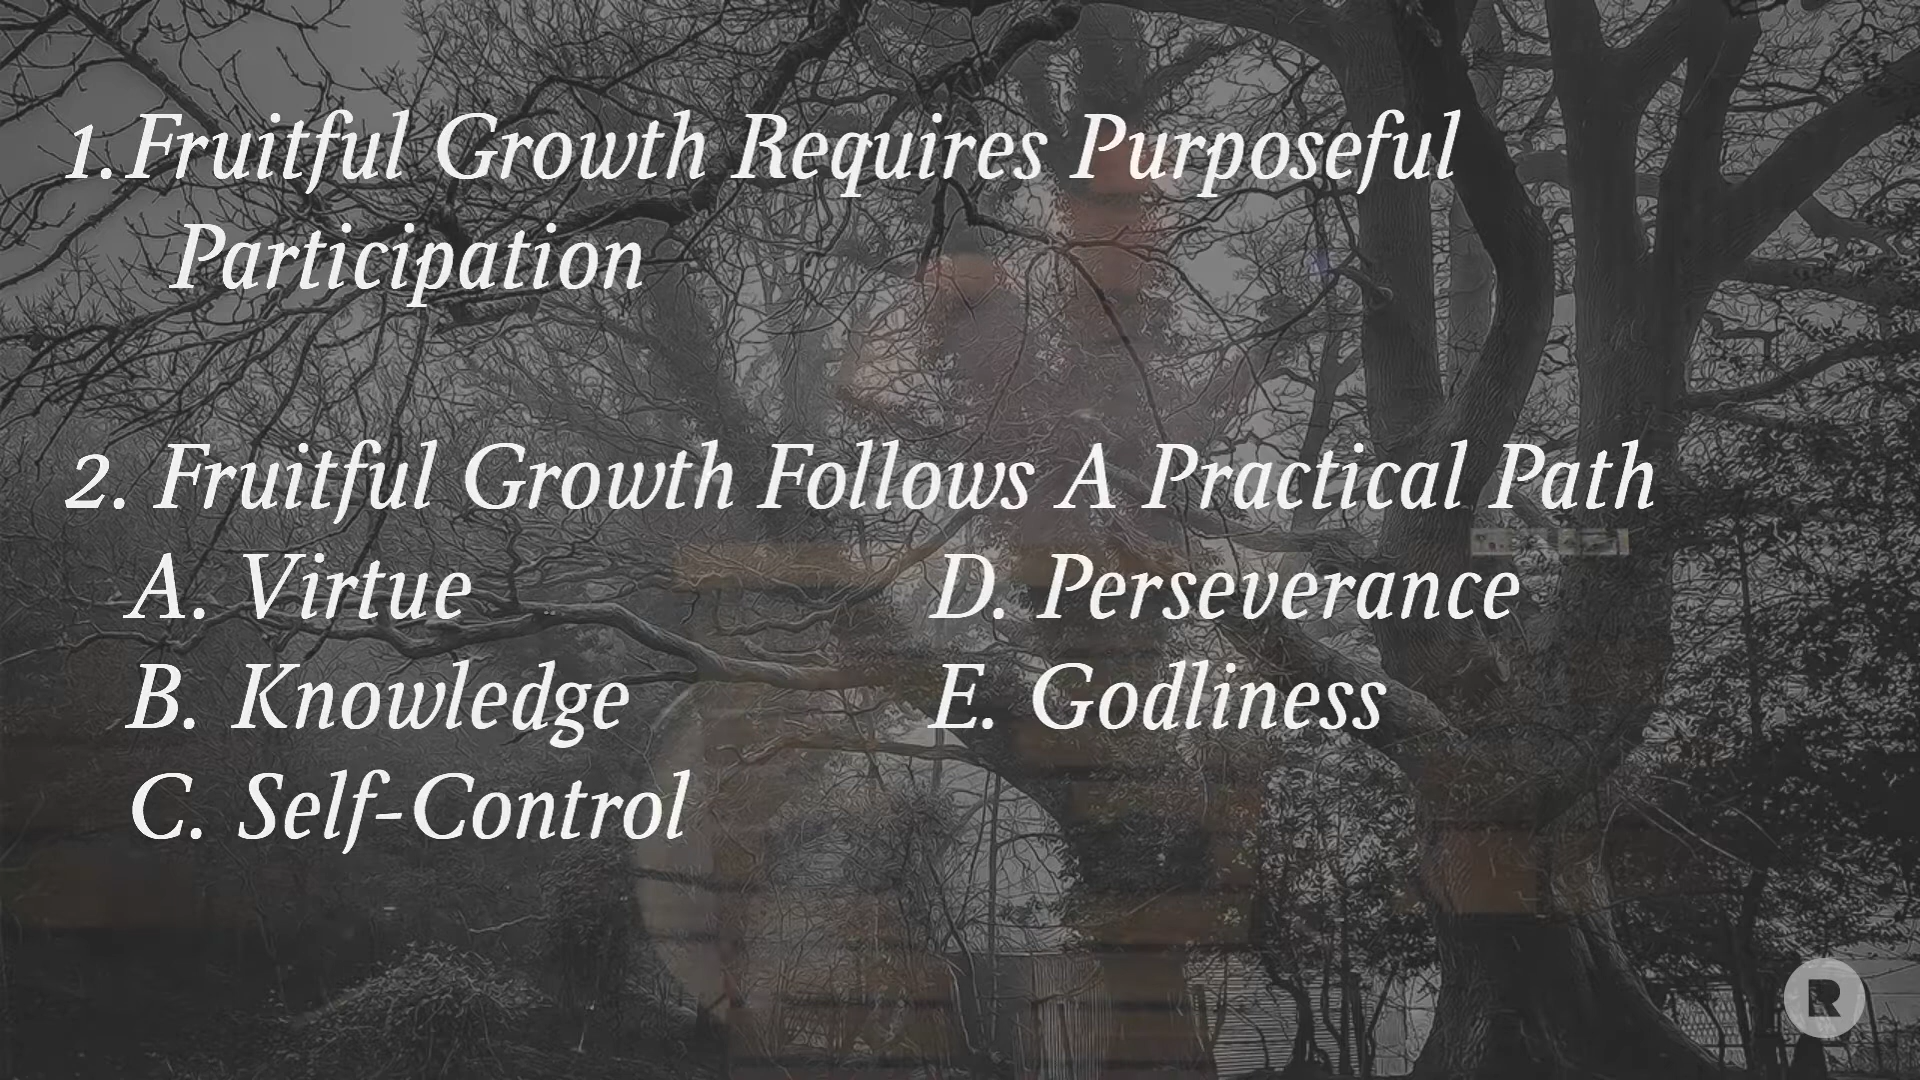 1. Fruitful Growth Requires Purposeful
Participation
2. Fruitful Growth Follows A Practical Path
A. Virtue
B. Knowledge
C. Self-Control
D. Perseverance
E. Godliness
R